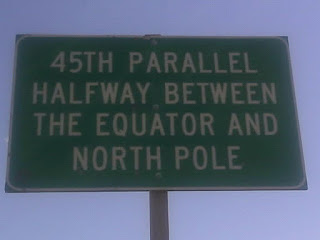 45TH PARALLEL
HALFWAY BETWEEN
THE EQUATOR AND
NORTH POLE